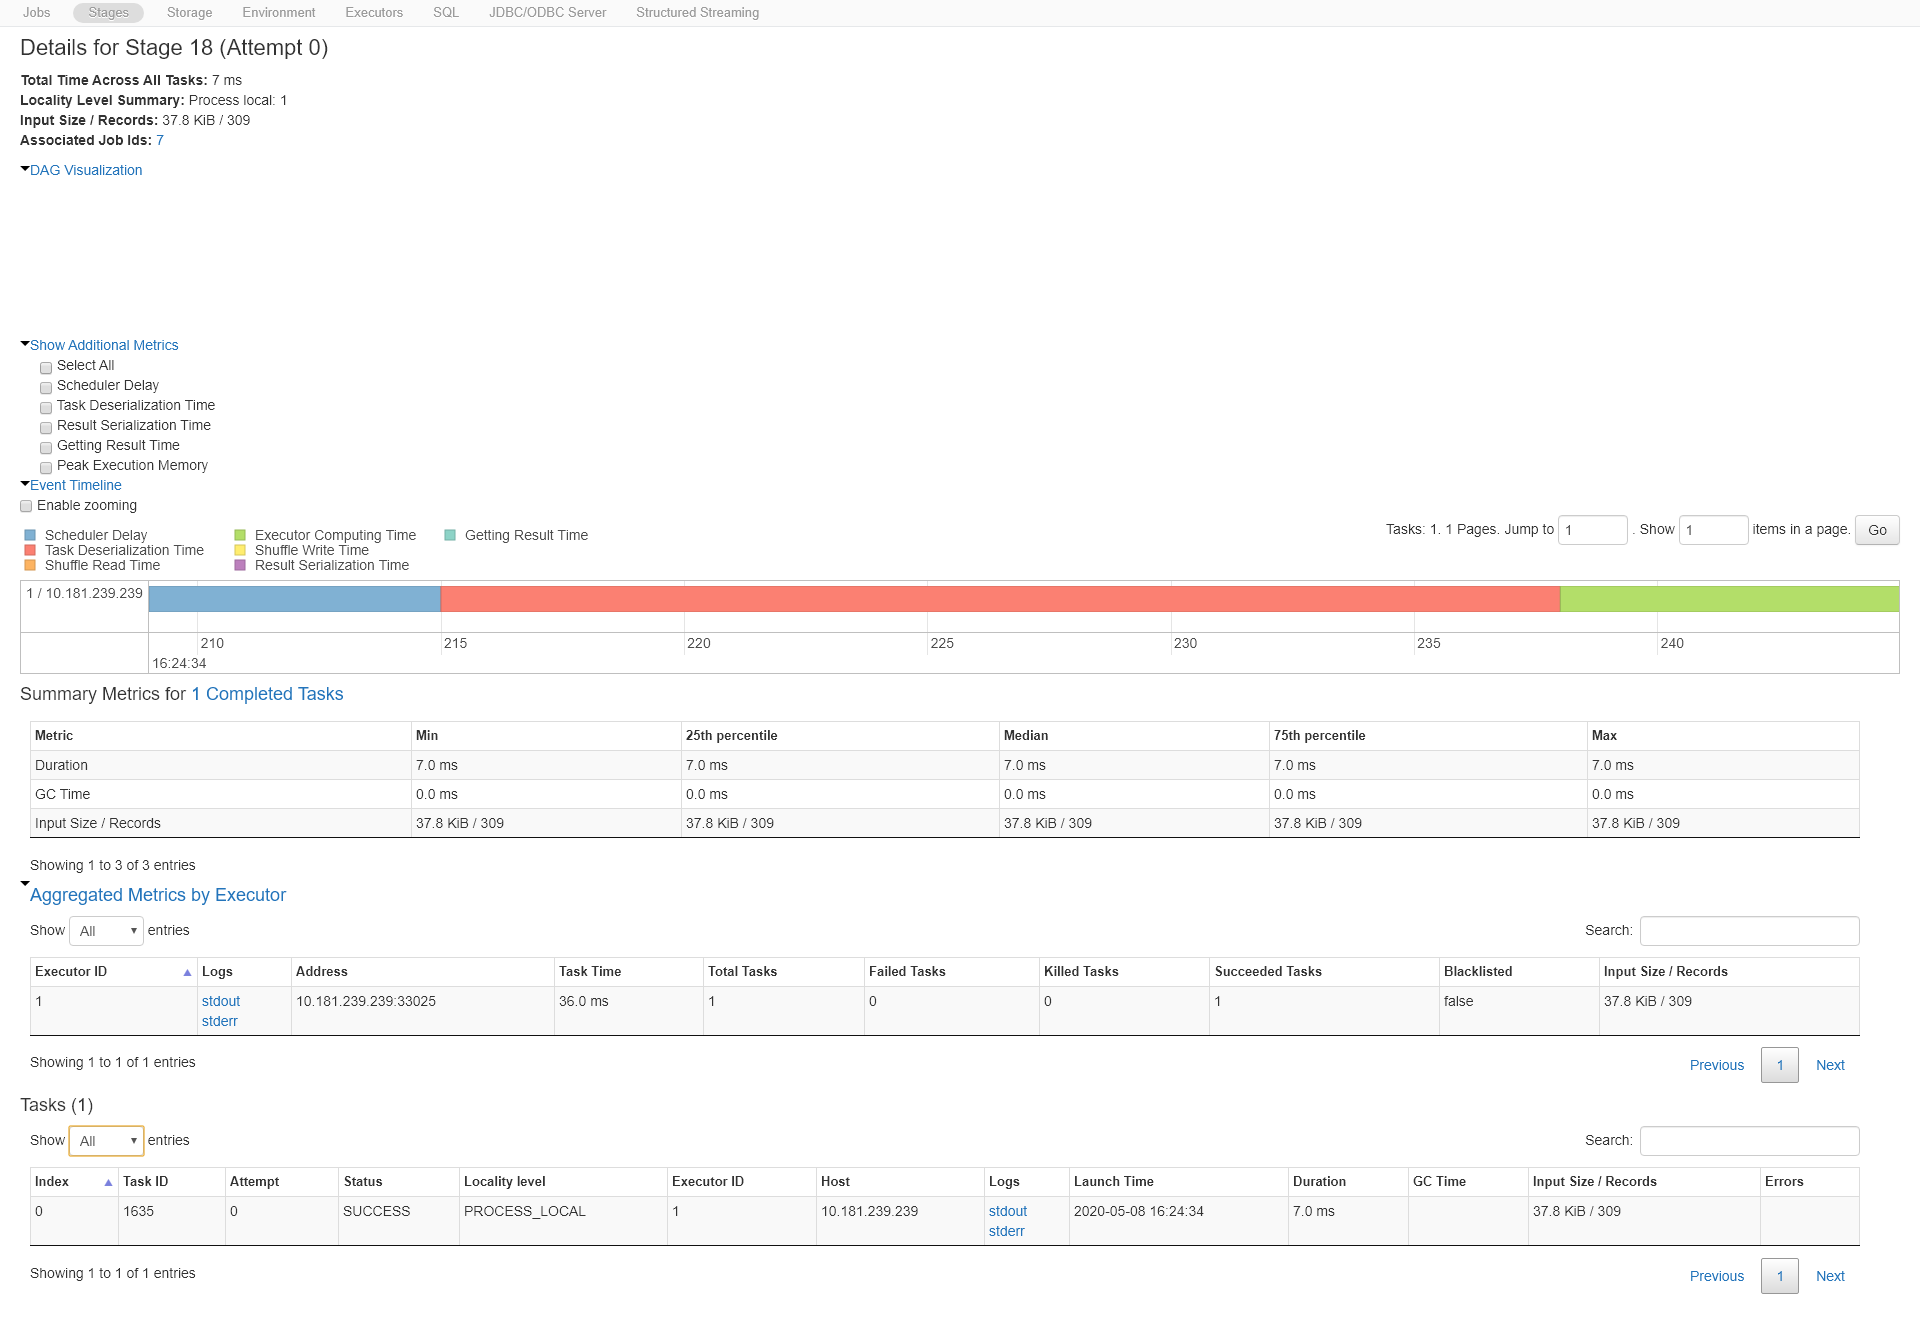 Jobs Stages Storage Environment Executors SQL JDBC/ODBC Server Structured Streaming
Details for Stage 18 (Attempt 0)
Total Time Across All Tasks: 7 ms
Locality Level Summary: Process local: 1
Input Size / Records: 37.8 KiB / 309
Associated Job Ids: 7
DAG Visualization
Show Additional Metrics
Select All
Scheduler Delay
Task Deserialization Time
Result Serialization Time
Getting Result Time
Peak Execution Memory
Event Timeline
Enable zooming
Tasks: 1. 1 Pages. Jump to 1 . Show 1 items in a page. Go
Scheduler Delay Executor Computing Time Getting Result Time
Task Deserialization Time Shuffle Write Time
Shuffle Read Time Result Serialization Time
1 / 10.181.239.239
210 215 220 225 230 235 240
16:24:34
Summary Metrics for 1 Completed Tasks
Metric Min 25th percentile Median 75th percentile Max
Duration 7.0 ms 7.0 ms 7.0 ms 7.0 ms 7.0 ms
GC Time 0.0 ms 0.0 ms 0.0 ms 0.0 ms 0.0 ms
Input Size / Records 37.8 KiB / 309 37.8 KiB / 309 37.8 KiB / 309 37.8 KiB / 309 37.8 KiB / 309
Showing 1 to 3 of 3 entries
Aggregated Metrics by Executor
Show All entries Search:
Executor ID Logs Address Task Time Total Tasks Failed Tasks Killed Tasks Succeeded Tasks Blacklisted Input Size / Records
1 stdout 10.181.239.239:33025 36.0 ms 1 0 0 1 false 37.8 KiB / 309
stderr
Showing 1 to 1 of 1 entries Previous 1 Next
Tasks (1)
Show All entries Search:
Index Task ID Attempt Status Locality level Executor ID Host Logs Launch Time Duration GC Time Input Size / Records Errors
0 1635 0 SUCCESS PROCESS_LOCAL 1 10.181.239.239 stdout 2020-05-08 16:24:34 7.0 ms 37.8 KiB / 309
stderr
Showing 1 to 1 of 1 entries Previous 1 Next